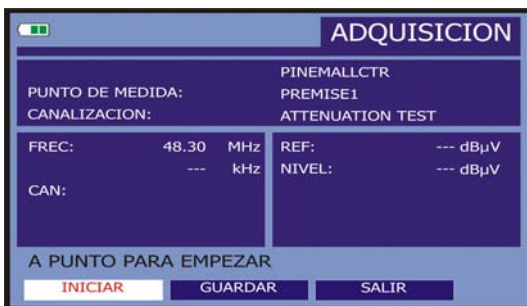 ADQUISICION
PINEMALLCTR
PUNTO DE MEDIDA: PREMISE1
CANALIZACION: ATTENUATION TEST
FREC: 48.30 MHz REF: --- dBµV
--- kHz NIVEL: --- dBµV
CAN:
A PUNTO PARA EMPEZAR
INICIAR GUARDAR SALIR